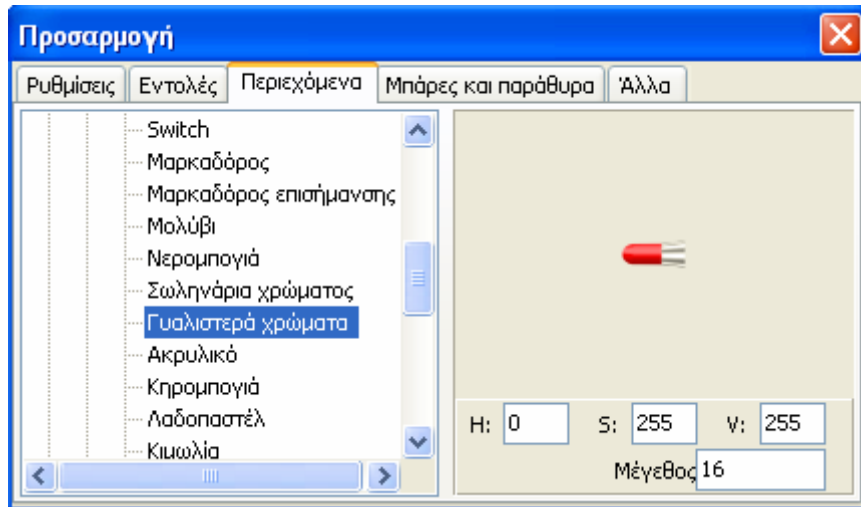 Προσαρμογή
Ρυθμίσεις Εντολές Περιεχόμενα Μπάρες και παράθυρα Άλλα
Switch
Μαρκαδόρος
Μαρκαδόρος επισήμανσης
Μολύβι
Νερομπογιά
Σωληνάρια χρώματος
Γυαλιστερά χρώματα
Ακρυλικό
Κηρομπογιά
Λαδοπαστέλ
Κιμωλία
H: 0 S: 255 V: 255
Μέγεθος 16